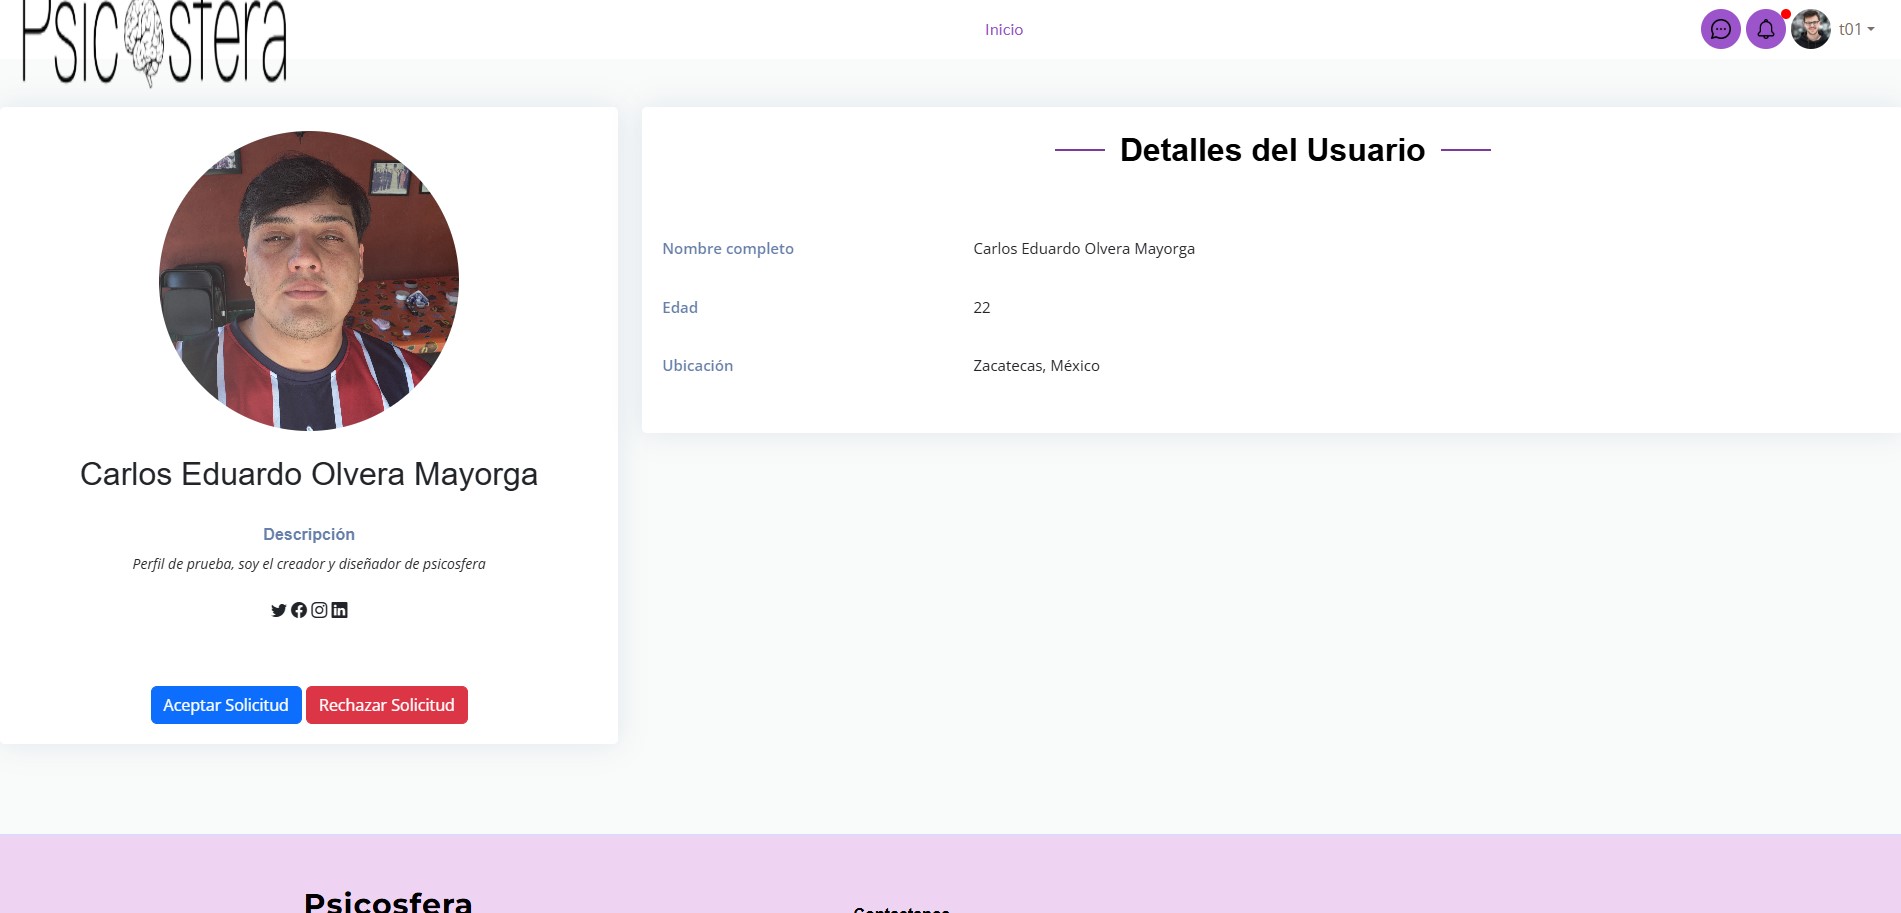 Psicosfera
Inicio
t01
Detalles del Usuario
Nombre completo
Carlos Eduardo Olvera Mayorga
Edad
22
Ubicación
Zacatecas, México
Carlos Eduardo Olvera Mayorga
Descripción
Perfil de prueba, soy el creador y diseñador de psicosfera
Aceptar Solicitud
Rechazar Solicitud
Psicosfera
Contactanos